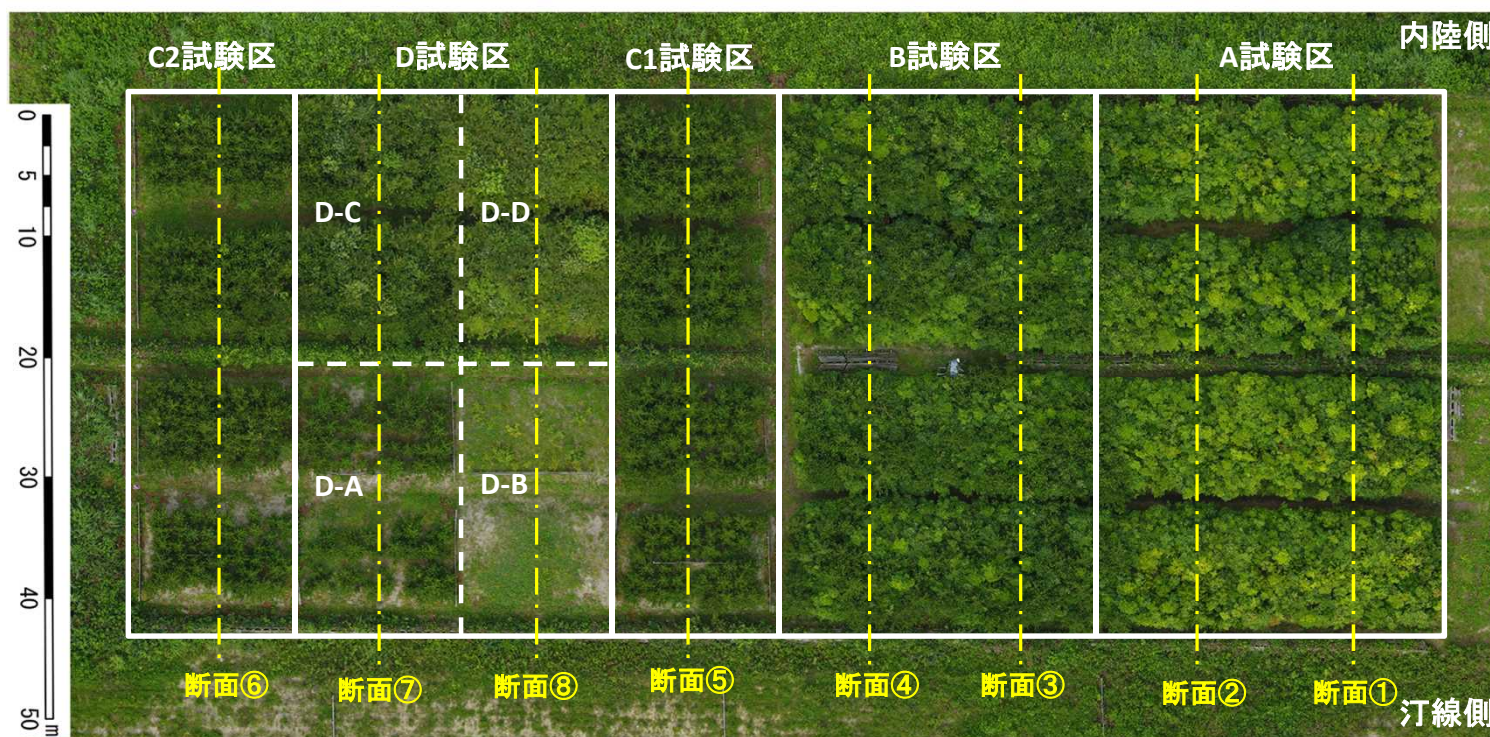 内陸側
C2試験区
D試験区
C1試験区
B試験区
A試験区
0
5
10
20
30
40
50
m
D-C
D-D
D-A
D-B
断面⑥
断面⑦
断面⑧
断面⑤
断面④
断面③
断面②
断面①
汀線側